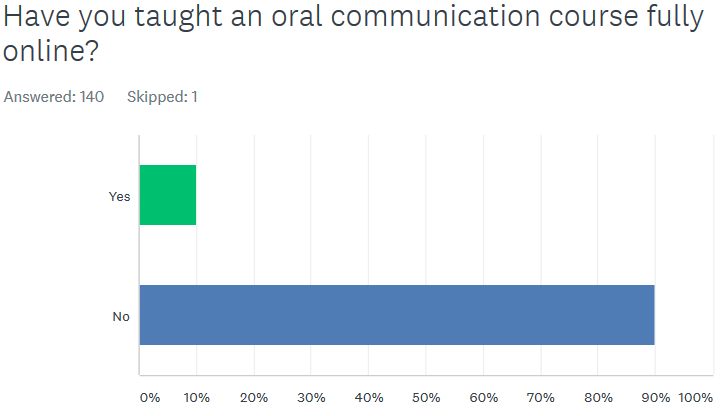 Have you taught an oral communication course fully
online?
Answered: 140 Skipped: 1
Yes
No
0% 10% 20% 30% 40% 50% 60% 70% 80% 90% 100%